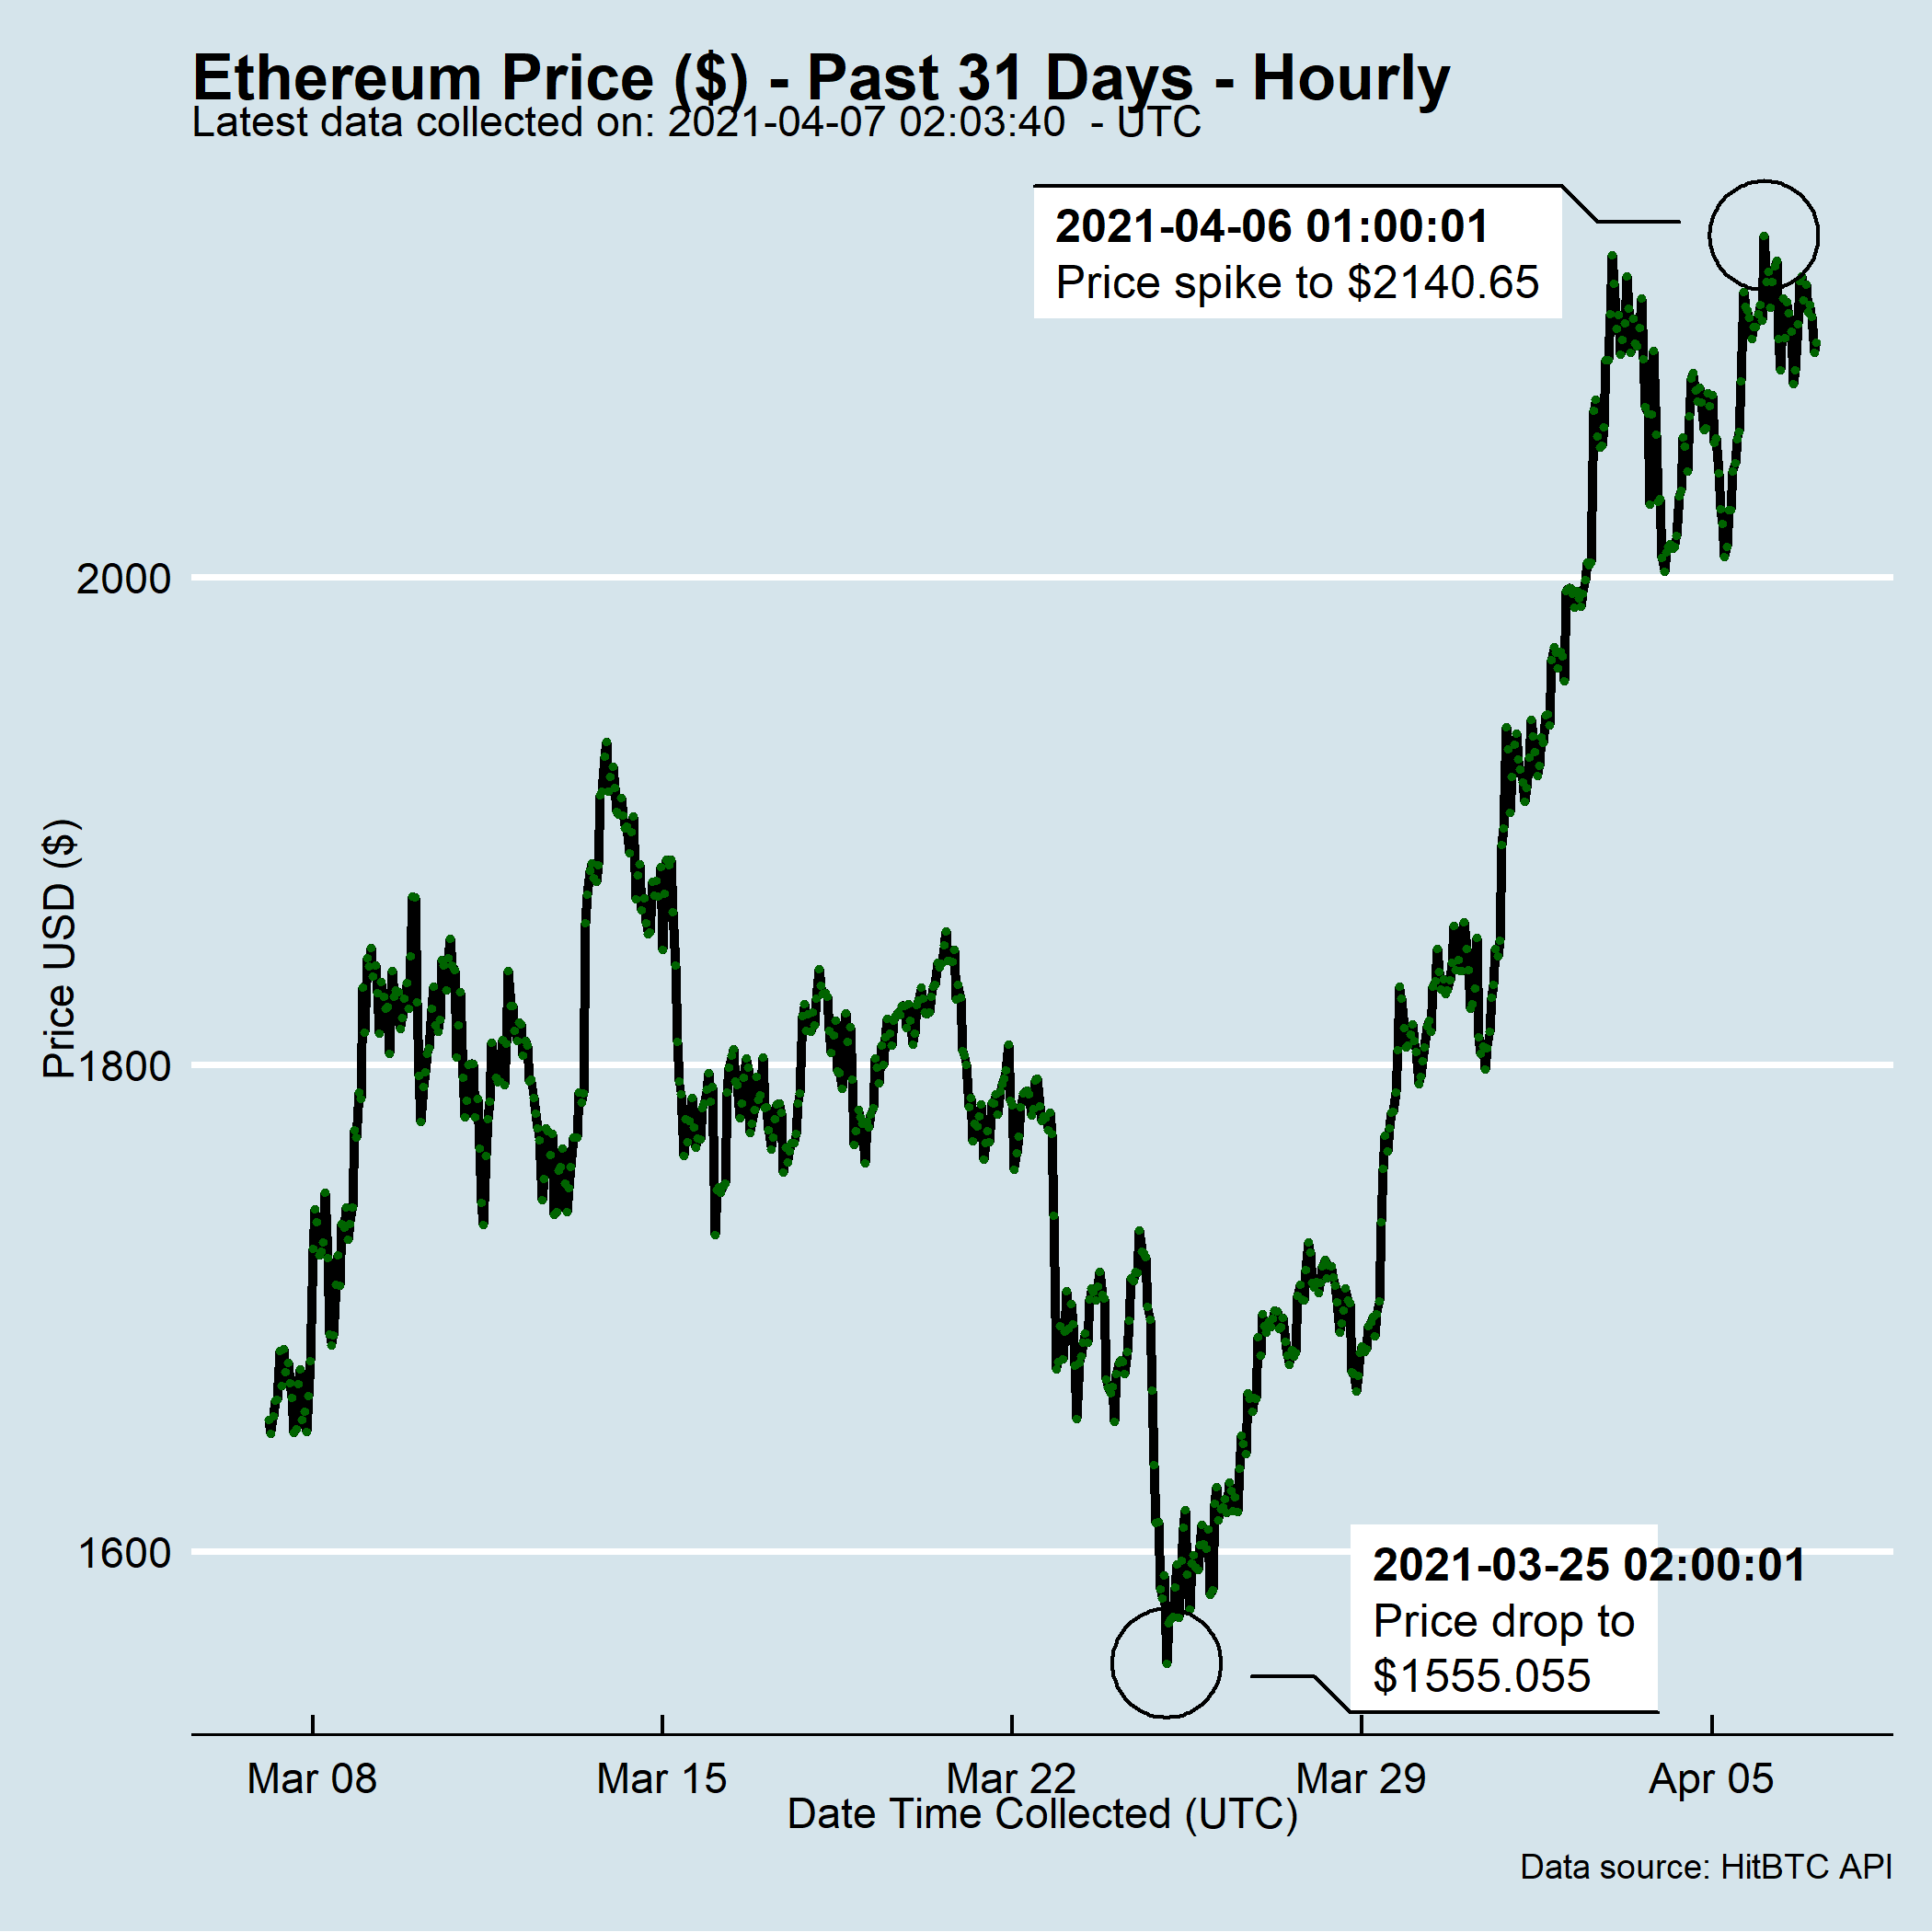 Ethereum Price ($) - Past 31 Days - Hourly
Latest data collected on: 2021-04-07 02:03:40  - UTC
2021-04-06 01:00:01
Price spike to $2140.65
2000
Price USD ($)
1800
1600
2021-03-25 02:00:01
Price drop to
$1555.055
Mar 08
Mar 15
Mar 22
Mar 29
Apr 05
Date Time Collected (UTC)
Data source: HitBTC API